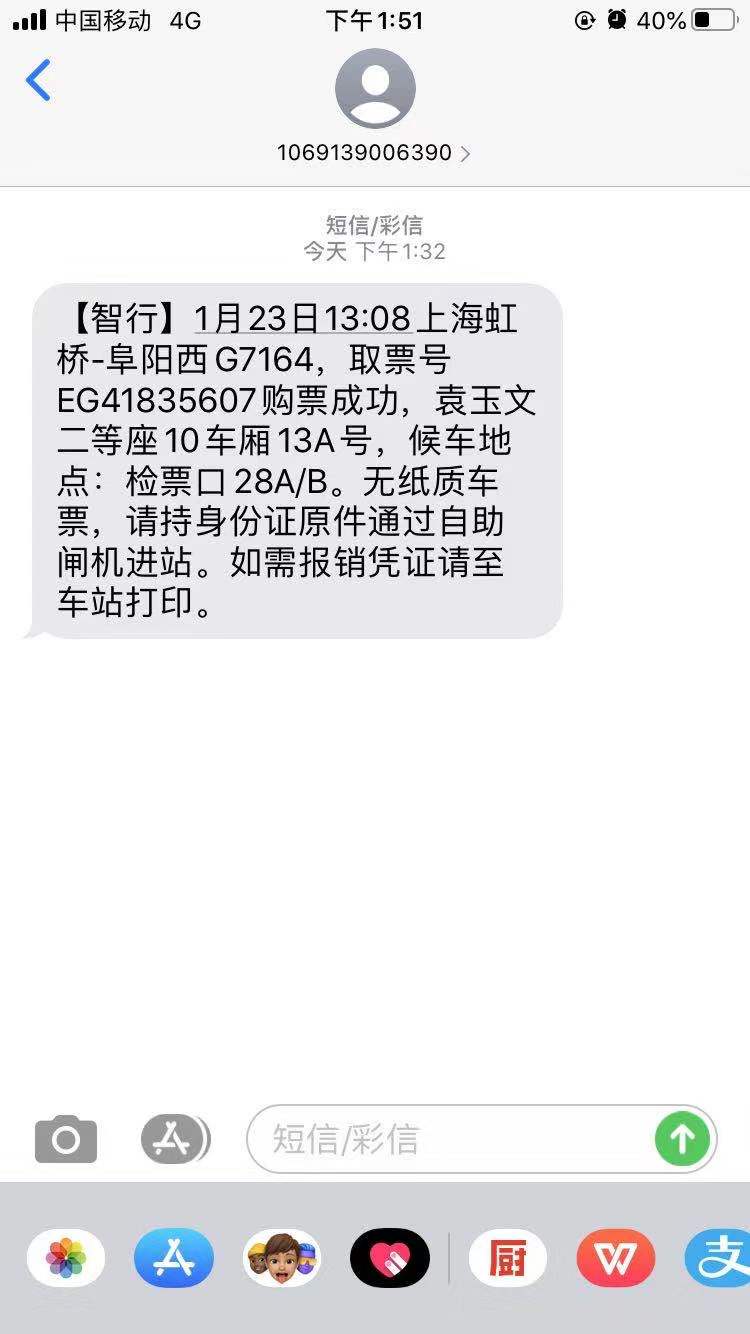 中国移动 4G 下午1:51 40%
1069139006390
短信/彩信
今天 下午1:32
【智行】1月23日13:08上海虹
桥-阜阳西G7164，取票号
EG41835607购票成功，袁玉文
二等座10车厢13A号，候车地
点：检票口28A/B。无纸质车
票，请持身份证原件通过自助
闸机进站。如需报销凭证请至
车站打印。
短信/彩信
厨 W 支